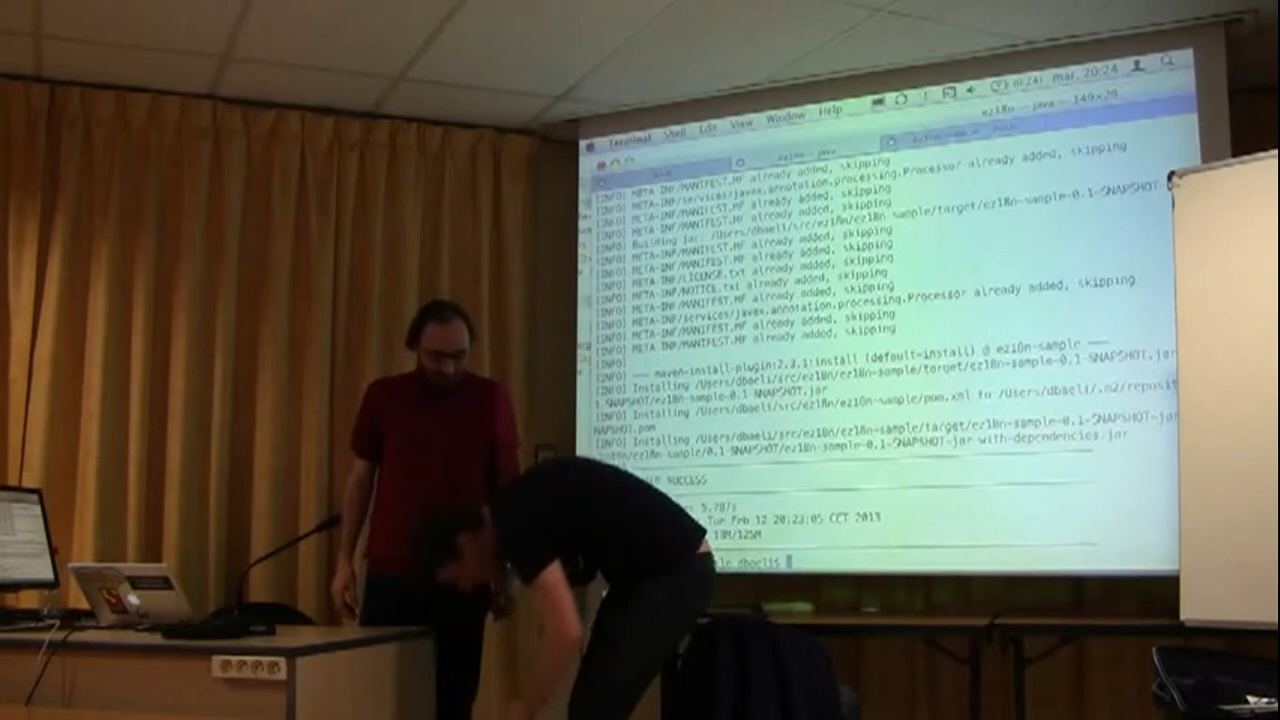 Terminal Shell Edit View Window Help (0:24) mar. 20:24
ez18n — java — 149×29
ez18n — java
[INFO] META-INF/MANIFEST.MF already added, skipping
[INFO] META-INF/services/javax.annotation.processing.Processor already added, skipping
[INFO] META-INF/MANIFEST.MF already added, skipping
[INFO] META-INF/MANIFEST.MF already added, skipping
[INFO] Building jar: /Users/dbaeli/src/ez18n/ez18n-sample/target/ez18n-sample-0.1-SNAPSHOT-
[INFO] META-INF/MANIFEST.MF already added, skipping
[INFO] META-INF/MANIFEST.MF already added, skipping
[INFO] META-INF/LICENSE.txt already added, skipping
[INFO] META-INF/NOTICE.txt already added, skipping
[INFO] META-INF/MANIFEST.MF already added, skipping
[INFO] META-INF/services/javax.annotation.processing.Processor already added, skipping
[INFO] META-INF/MANIFEST.MF already added, skipping
[INFO] META-INF/MANIFEST.MF already added, skipping
[INFO]
[INFO] --- maven-install-plugin:2.3.1:install (default-install) @ ez18n-sample ---
[INFO] Installing /Users/dbaeli/src/ez18n/ez18n-sample/target/ez18n-sample-0.1-SNAPSHOT.jar
1-SNAPSHOT/ez18n-sample-0.1-SNAPSHOT.jar
[INFO] Installing /Users/dbaeli/src/ez18n/ez18n-sample/pom.xml to /Users/dbaeli/.m2/reposit
NAPSHOT.pom
[INFO] Installing /Users/dbaeli/src/ez18n/ez18n-sample/target/ez18n-sample-0.1-SNAPSHOT-jar
/ez18n-sample/0.1-SNAPSHOT/ez18n-sample-0.1-SNAPSHOT-jar-with-dependencies.jar
SUCCESS
5.787s
Tue Feb 12 20:23:05 CET 2013
18M/125M
dbaeli$